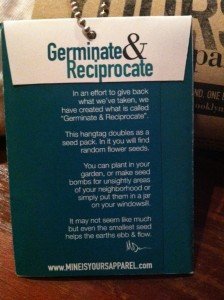 Germinate &
Reciprocate
In an effort to give back
what we've taken, we
have created what is called
"Germinate & Reciprocate".
This hangtag doubles as a
seed pack. In it you will find
random flower seeds.
You can plant in your
garden, or make seed
bombs for unsightly areas
of your neighborhood or
simply put them in a jar
on your windowsill.
It may not seem like much
but even the smallest seed
helps the earths ebb & flow.
www.MINEISYOURSAPPAREL.com